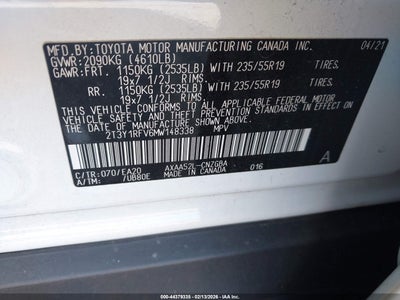 MFD.BY:TOYOTA MOTOR MANUFACTURING CANADA INC. 04/21
GVWR:2090KG (4610LB)
GAWR:FRT. 1150KG (2535LB) WITH 235/55R19 TIRES,
19x7 1/2J RIMS,
RR. 1150KG (2535LB) WITH 235/55R19 TIRES,
19x7 1/2J RIMS,
THIS VEHICLE CONFORMS TO ALL APPLICABLE FEDERAL MOTOR
VEHICLE SAFETY, BUMPER, AND THEFT PREVENTION STANDARDS
IN EFFECT ON THE DATE OF MANUFACTURE SHOWN ABOVE.
2T3Y1RFV6MW148338 MPV
C/TR:070/EA20 AXAA52L-CNZGBA 016 A
A/TM: /UB80E MADE IN CANADA
000-44379335 - 02/13/2026 - www.iaai.com